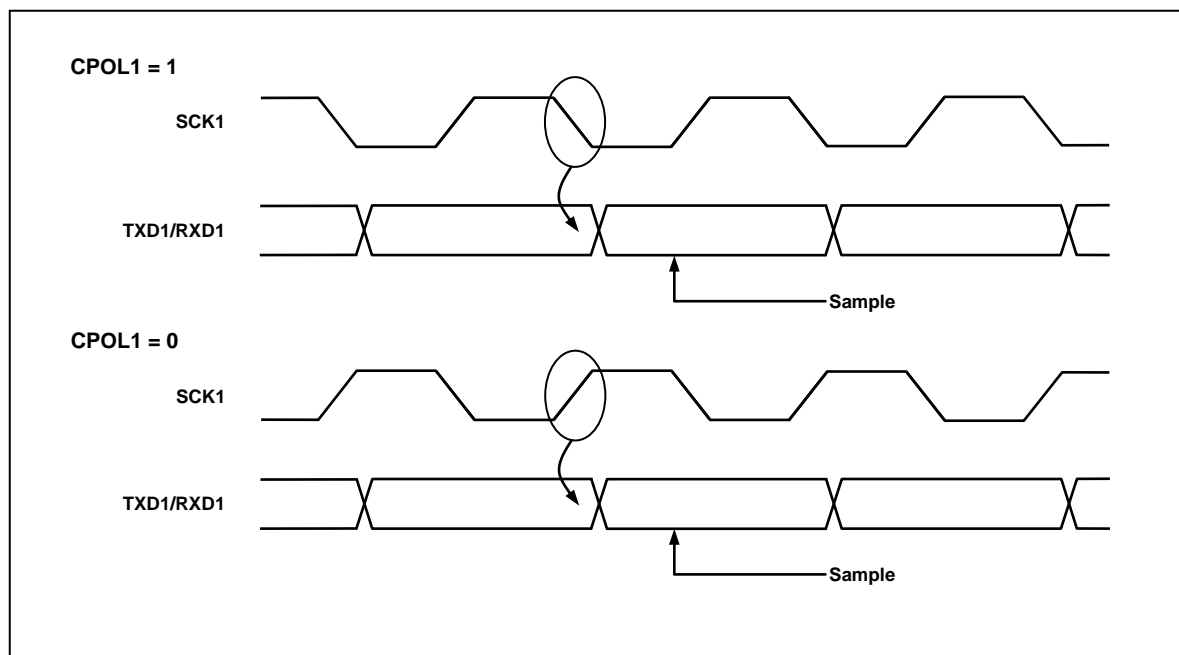 CPOL1 = 1
SCK1
TXD1/RXD1
Sample
CPOL1 = 0
SCK1
TXD1/RXD1
Sample